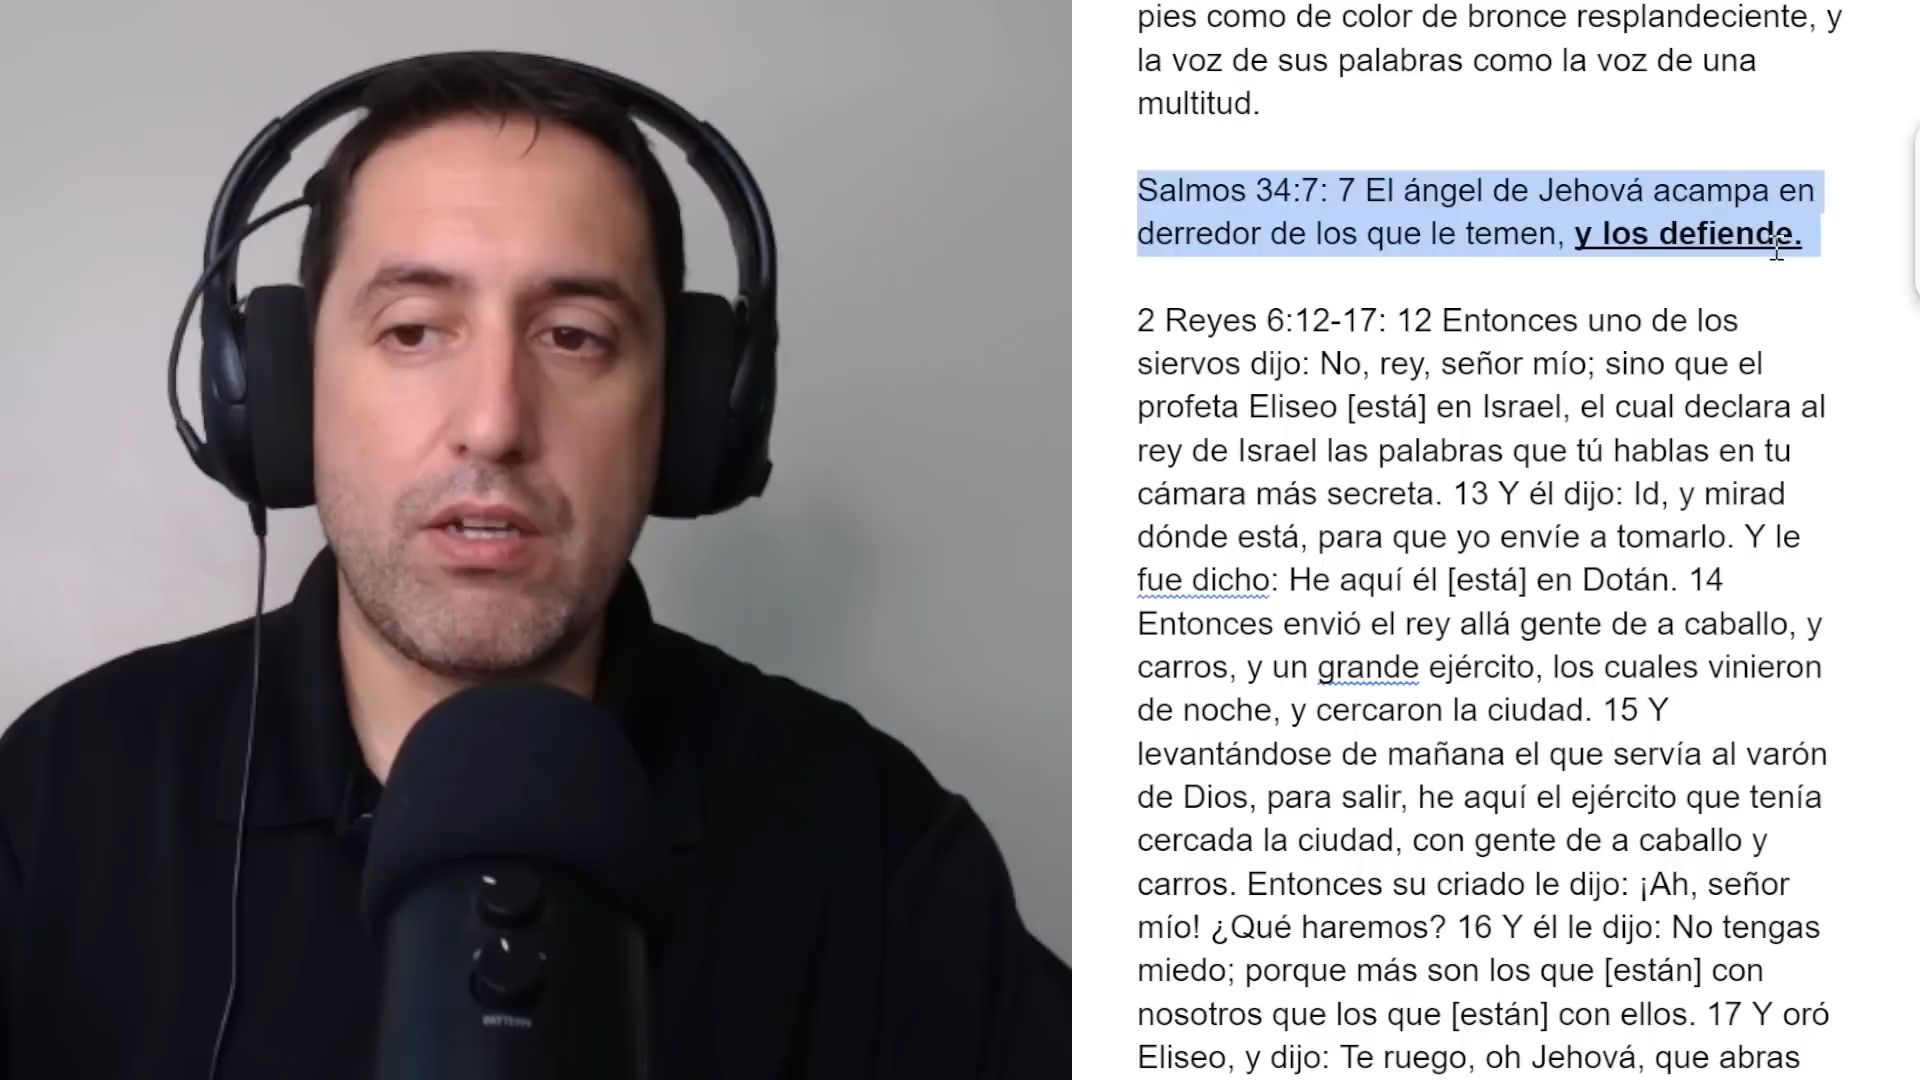 pies como de color de bronce resplandeciente, y
la voz de sus palabras como la voz de una
multitud.
Salmos 34:7: 7 El ángel de Jehová acampa en
derredor de los que le temen, y los defiende.
2 Reyes 6:12-17: 12 Entonces uno de los
siervos dijo: No, rey, señor mío; sino que el
profeta Eliseo [está] en Israel, el cual declara al
rey de Israel las palabras que tú hablas en tu
cámara más secreta. 13 Y él dijo: Id, y mirad
dónde está, para que yo envíe a tomarlo. Y le
fue dicho: He aquí él [está] en Dotán. 14
Entonces envió el rey allá gente de a caballo, y
carros, y un grande ejército, los cuales vinieron
de noche, y cercaron la ciudad. 15 Y
levantándose de mañana el que servía al varón
de Dios, para salir, he aquí el ejército que tenía
cercada la ciudad, con gente de a caballo y
carros. Entonces su criado le dijo: ¡Ah, señor
mío! ¿Qué haremos? 16 Y él le dijo: No tengas
miedo; porque más son los que [están] con
nosotros que los que [están] con ellos. 17 Y oró
Eliseo, y dijo: Te ruego, oh Jehová, que abras
PATTERN